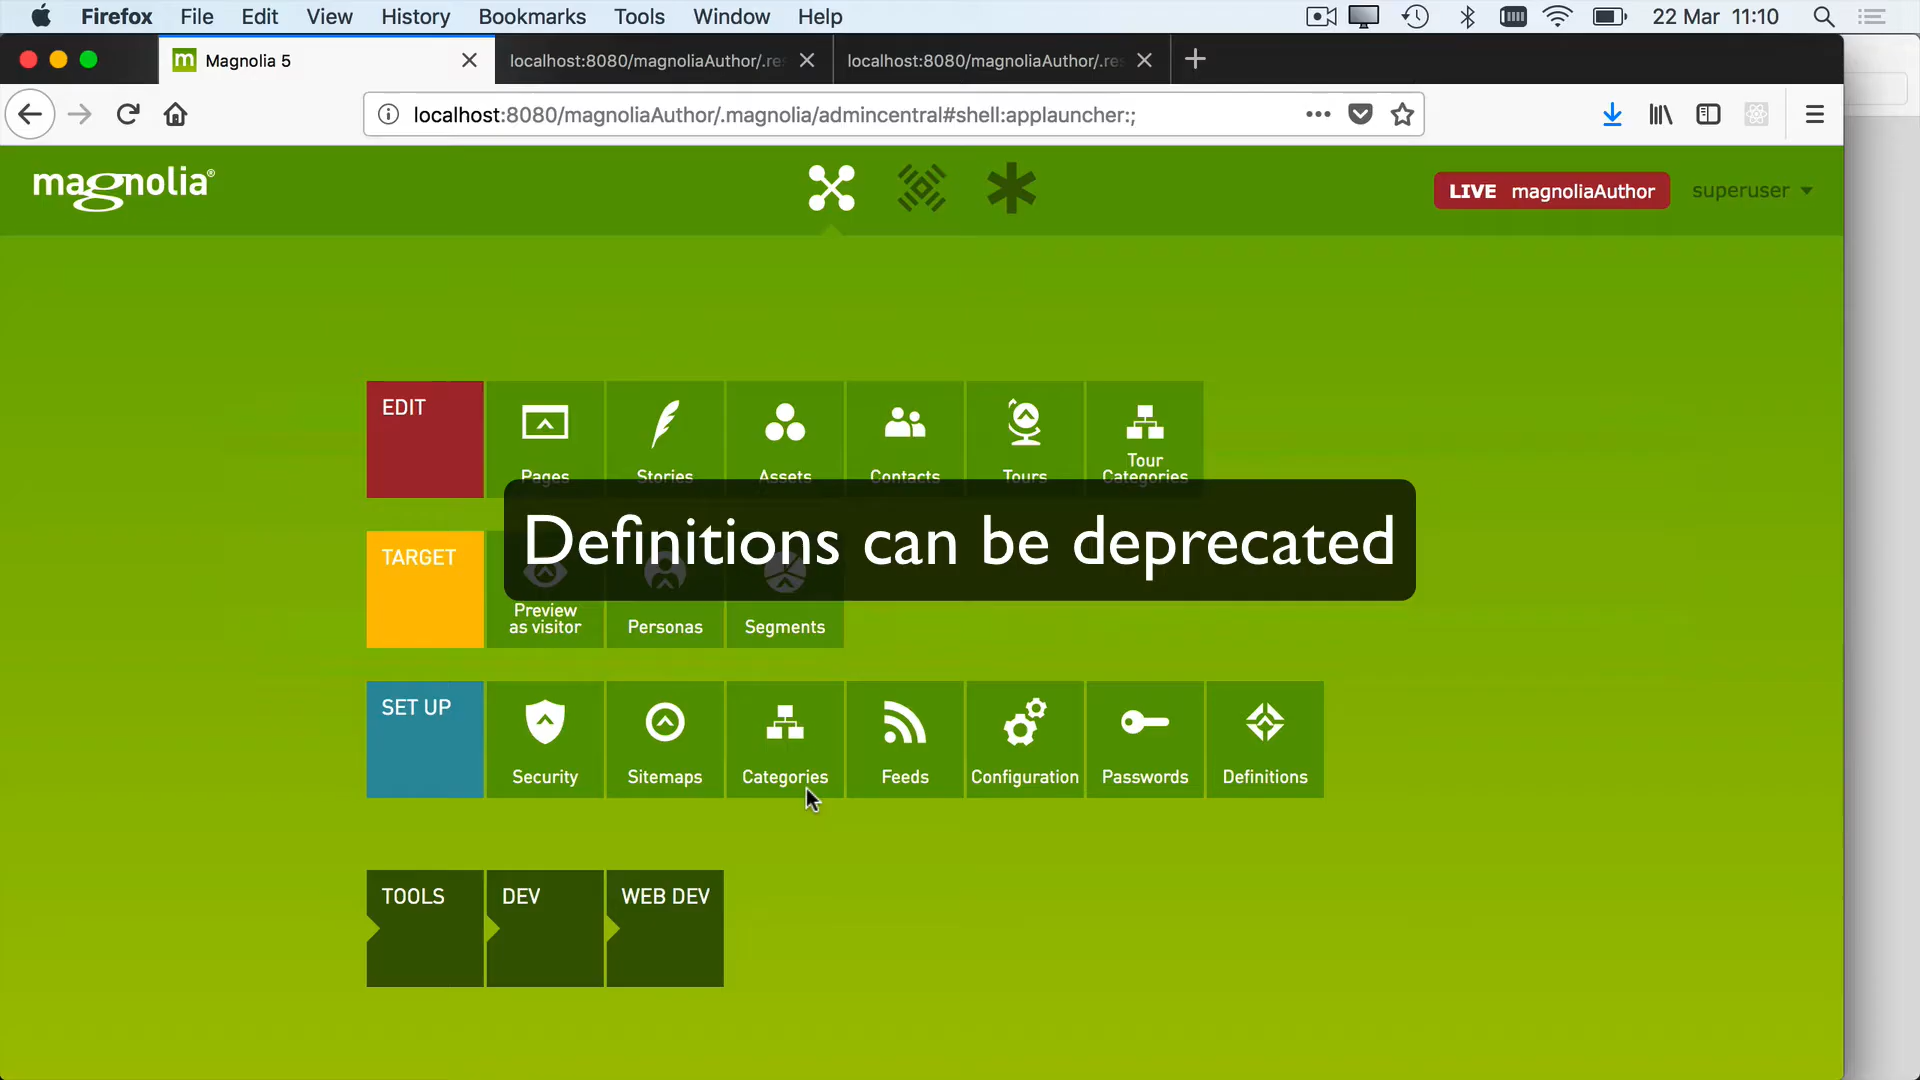 Firefox File Edit View History Bookmarks Tools Window Help 22 Mar 11:10
Magnolia 5 localhost:8080/magnoliaAuthor/.re localhost:8080/magnoliaAuthor/.re
localhost:8080/magnoliaAuthor/.magnolia/admincentral#shell:applauncher:;
magnolia®
LIVE magnoliaAuthor superuser
EDIT
Pages Stories Assets Contacts Tours Tour Categories
Definitions can be deprecated
TARGET
Preview as visitor Personas Segments
SET UP
Security Sitemaps Categories Feeds Configuration Passwords Definitions
TOOLS DEV WEB DEV